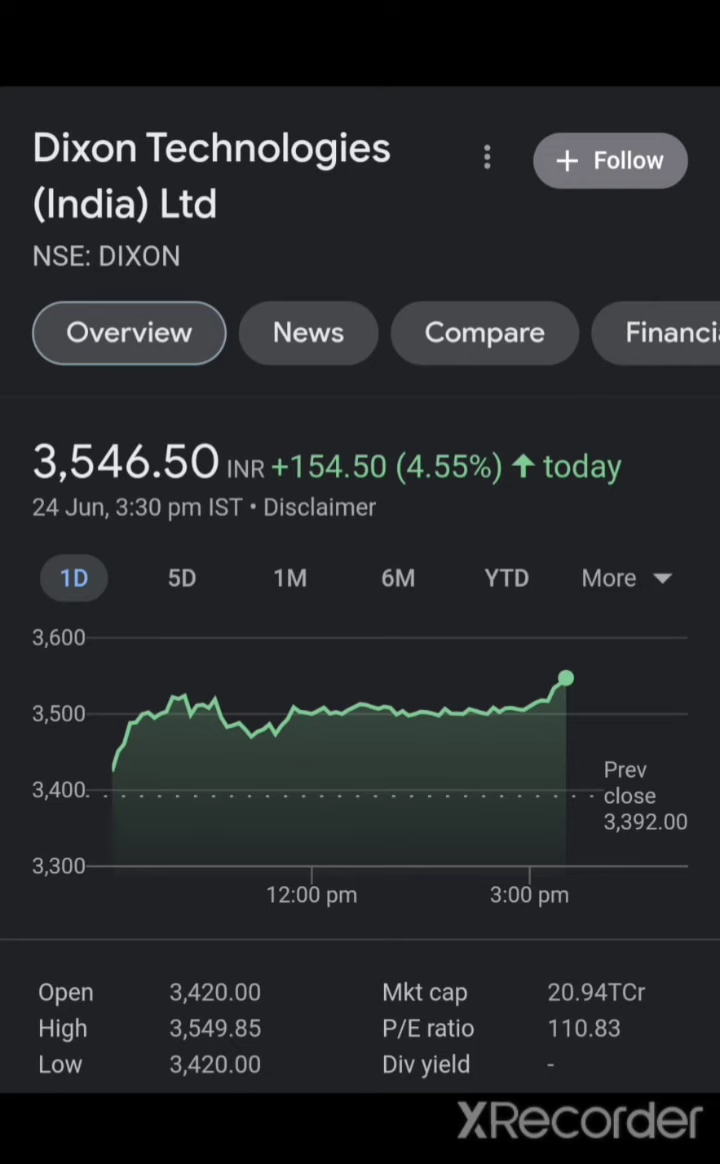 Dixon Technologies
(India) Ltd
+ Follow
NSE: DIXON
Overview News Compare Financi
3,546.50 INR +154.50 (4.55%) ↑ today
24 Jun, 3:30 pm IST • Disclaimer
1D 5D 1M 6M YTD More
3,600
3,500
3,400
3,300
Prev
close
3,392.00
12:00 pm 3:00 pm
Open 3,420.00 Mkt cap 20.94TCr
High 3,549.85 P/E ratio 110.83
Low 3,420.00 Div yield -
XRecorder